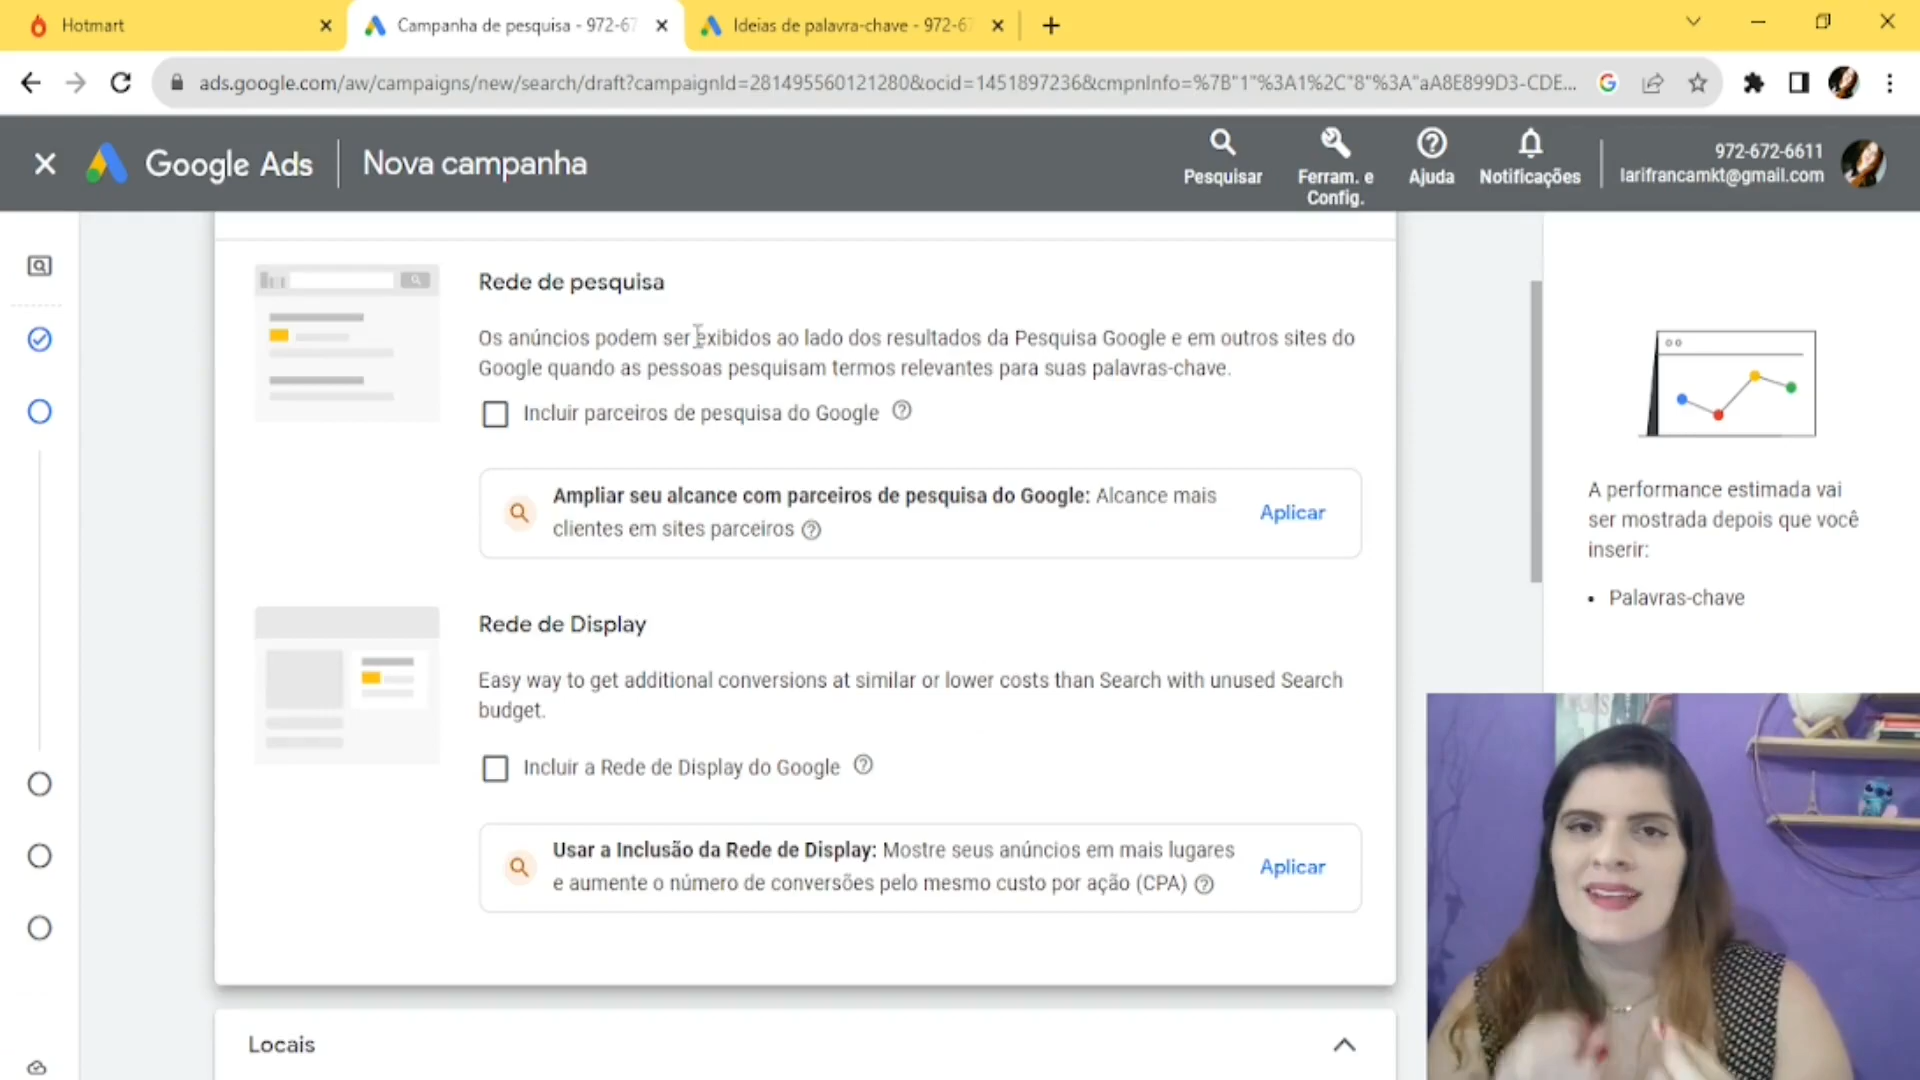 Hotmart
Campanha de pesquisa - 972-67
Ideias de palavra-chave - 972-67
ads.google.com/aw/campaigns/new/search/draft?campaignId=281495560121280&ocid=1451897236&cmpnInfo=%7B"1"%3A1%2C"8"%3A"aA8E899D3-CDE...
Google Ads
Nova campanha
Pesquisar
Ferram. e
Config.
Ajuda
Notificações
972-672-6611
larifrancamkt@gmail.com
Rede de pesquisa
Os anúncios podem ser exibidos ao lado dos resultados da Pesquisa Google e em outros sites do
Google quando as pessoas pesquisam termos relevantes para suas palavras-chave.
Incluir parceiros de pesquisa do Google
Ampliar seu alcance com parceiros de pesquisa do Google: Alcance mais
clientes em sites parceiros
Aplicar
Rede de Display
Easy way to get additional conversions at similar or lower costs than Search with unused Search
budget.
Incluir a Rede de Display do Google
Usar a Inclusão da Rede de Display: Mostre seus anúncios em mais lugares
e aumente o número de conversões pelo mesmo custo por ação (CPA)
Aplicar
Locais
A performance estimada vai
ser mostrada depois que você
inserir:
• Palavras-chave